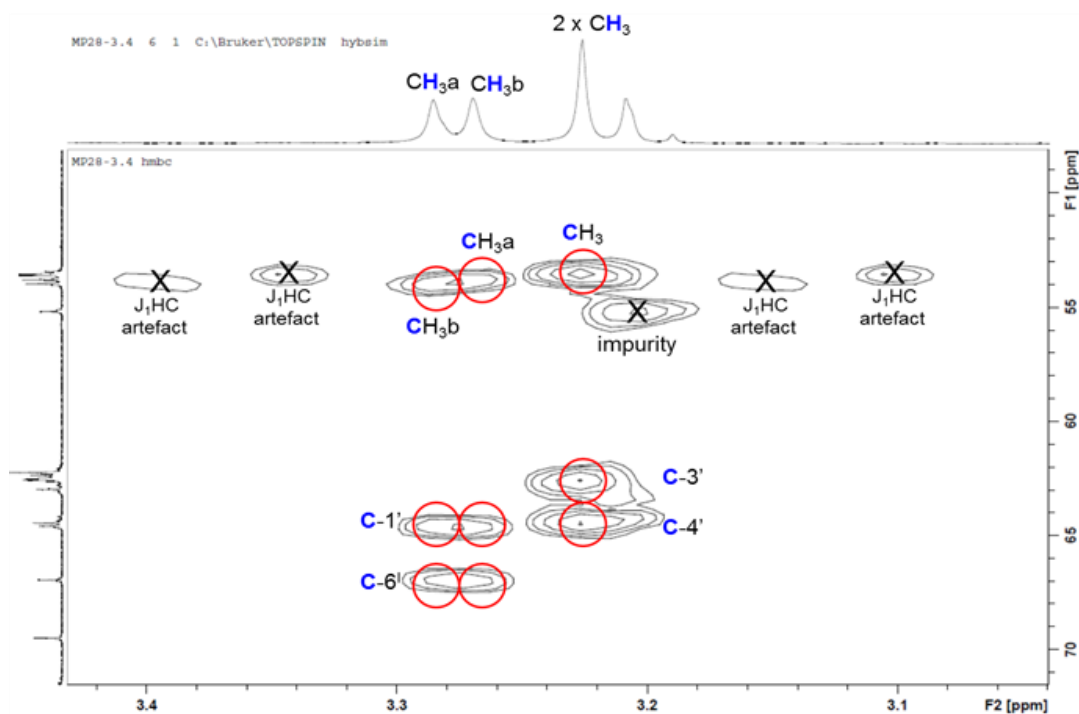 2 x CH₃
MP28-3.4 6 1 C:\Bruker\TOPSPIN hybsim
CH₃a CH₃b
MP28-3.4 hmbc
F1 [ppm]
CH₃
CH₃a
J₁HC
artefact
J₁HC
artefact
CH₃b
impurity
J₁HC
artefact
J₁HC
artefact
55
60
C-3'
C-1'
C-4'
65
C-6ᴵ
70
3.4 3.3 3.2 3.1 F2 [ppm]